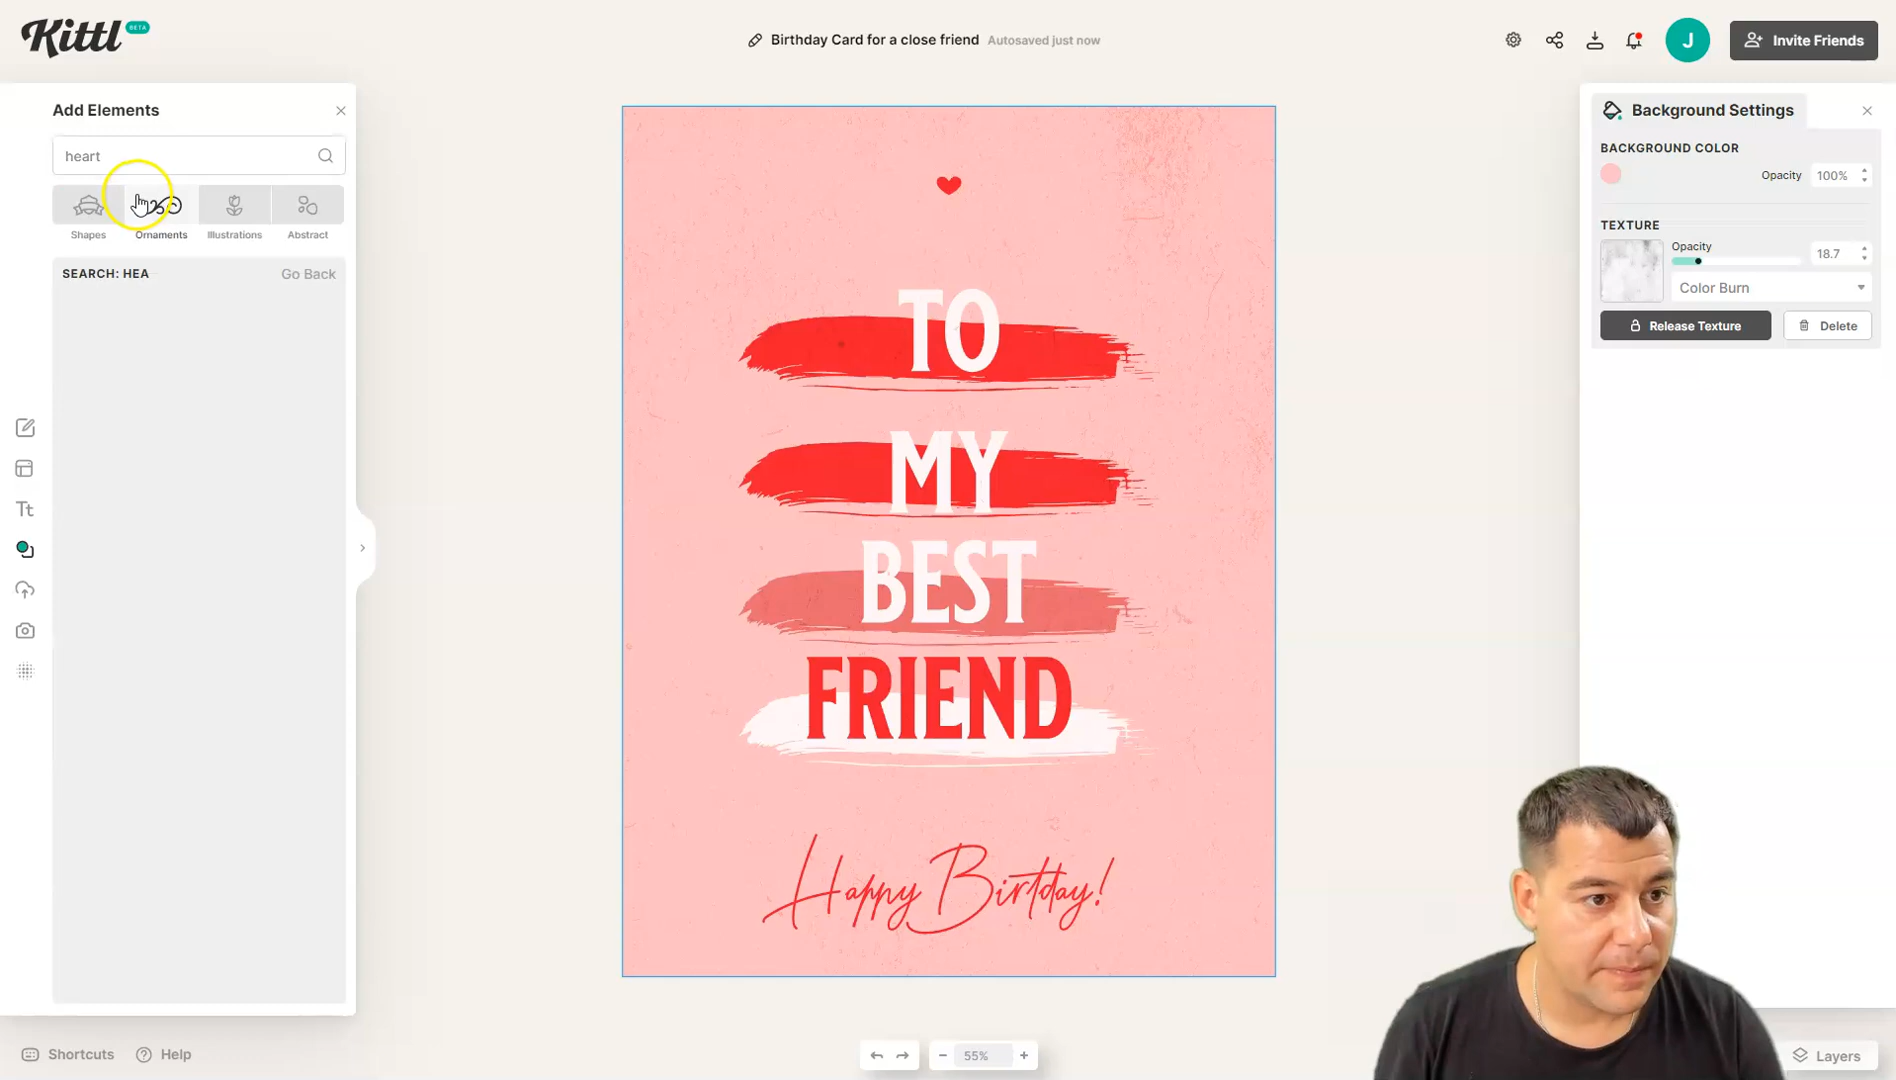 Kittl BETA
Birthday Card for a close friend Autosaved just now
J
Invite Friends
Add Elements
heart
Shapes Ornaments Illustrations Abstract
SEARCH: HEA Go Back
Tt
TO
MY
BEST
FRIEND
Happy Birtday!
Background Settings
BACKGROUND COLOR
Opacity 100%
TEXTURE
Opacity 18.7
Color Burn
Release Texture Delete
Shortcuts Help
55%
Layers